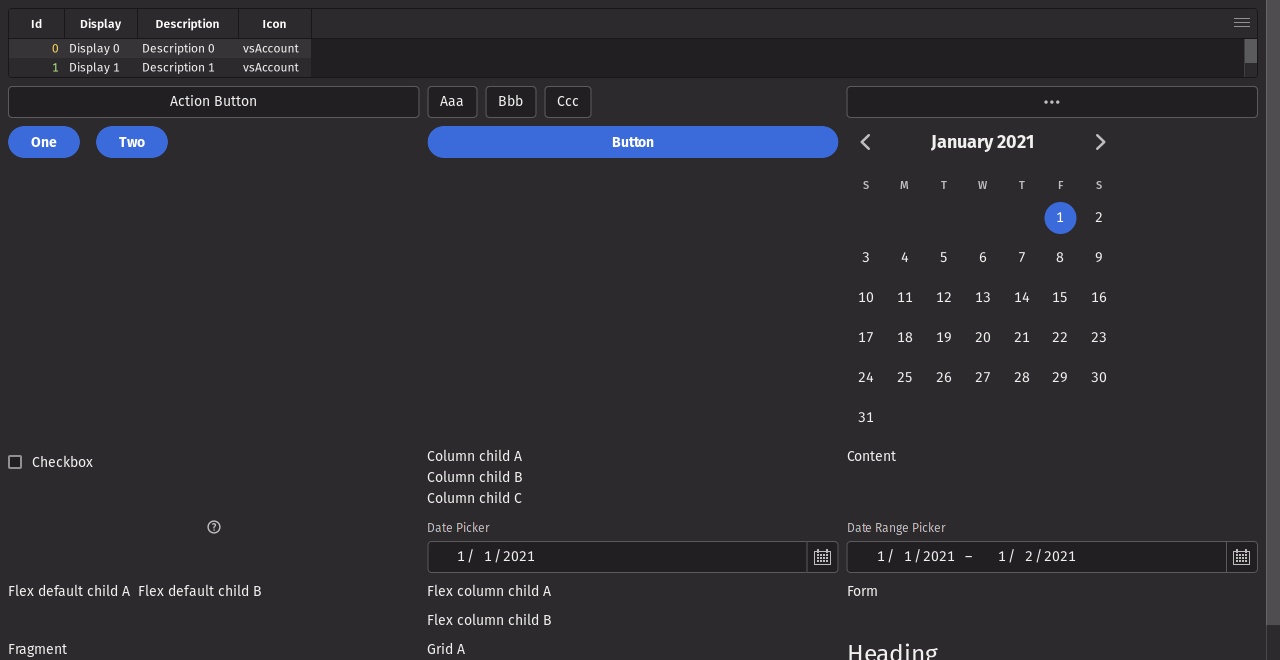 Id Display Description Icon
0 Display 0 Description 0 vsAccount
1 Display 1 Description 1 vsAccount
Action Button Aaa Bbb Ccc
One Two Button January 2021
S M T W T F S
1 2
3 4 5 6 7 8 9
10 11 12 13 14 15 16
17 18 19 20 21 22 23
24 25 26 27 28 29 30
31
Checkbox
Column child A
Column child B
Column child C
Content
Date Picker
1/ 1/2021
Date Range Picker
1/ 1/2021 – 1/ 2/2021
Flex default child A Flex default child B
Flex column child A
Flex column child B
Form
Fragment
Grid A
Heading